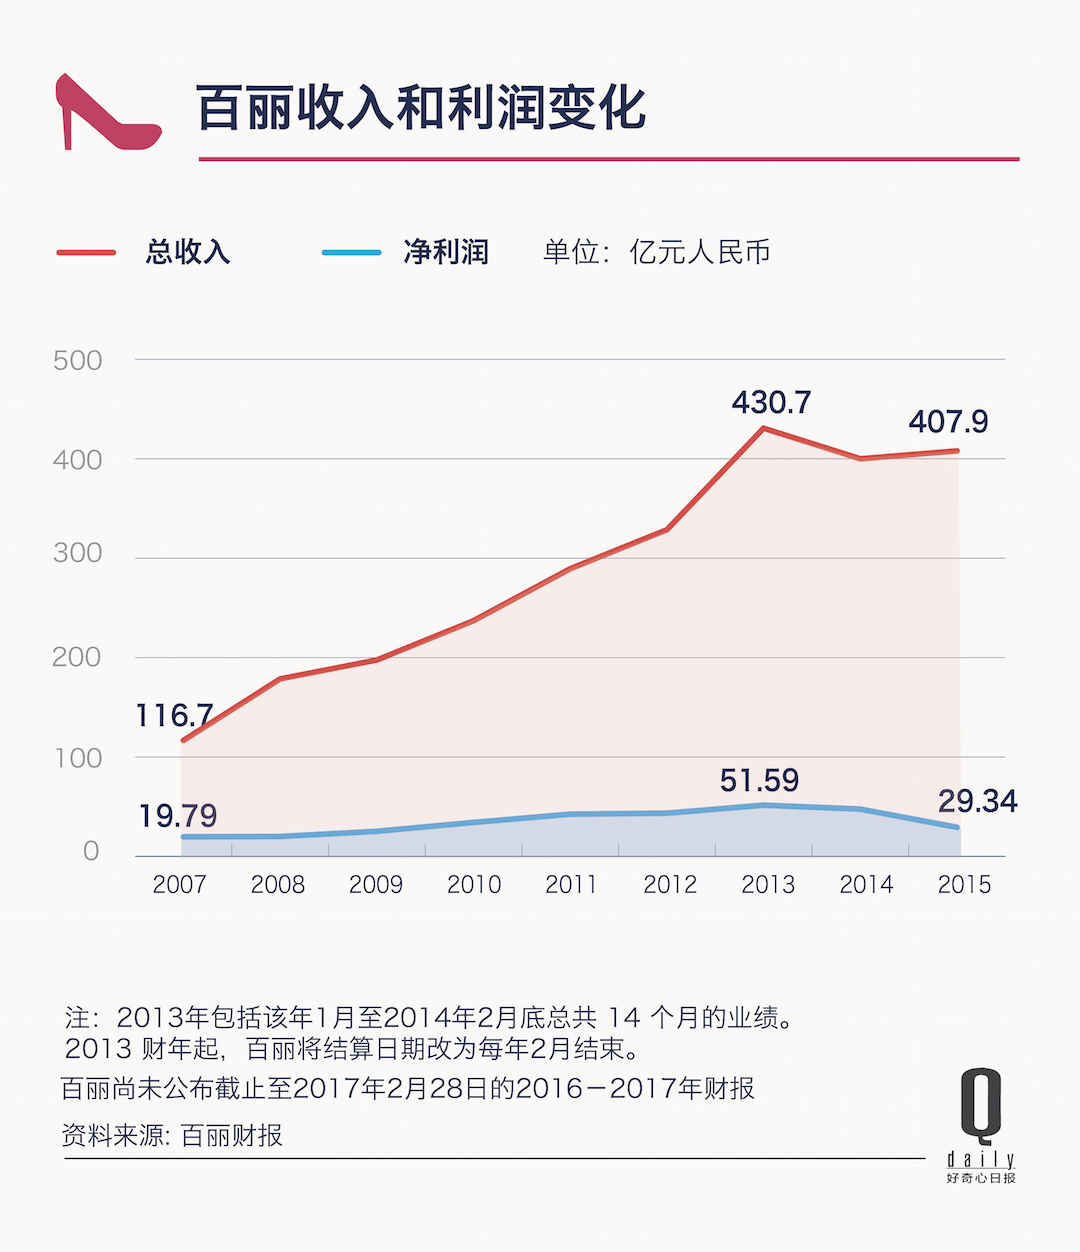 百丽收入和利润变化
总收入 净利润 单位：亿元人民币
500
430.7
407.9
400
300
200
116.7
100
51.59
19.79
29.34
0
2007 2008 2009 2010 2011 2012 2013 2014 2015
注：2013年包括该年1月至2014年2月底总共 14 个月的业绩。
2013 财年起，百丽将结算日期改为每年2月结束。
百丽尚未公布截止至2017年2月28日的2016－2017年财报
资料来源: 百丽财报
Q
daily
好奇心日报